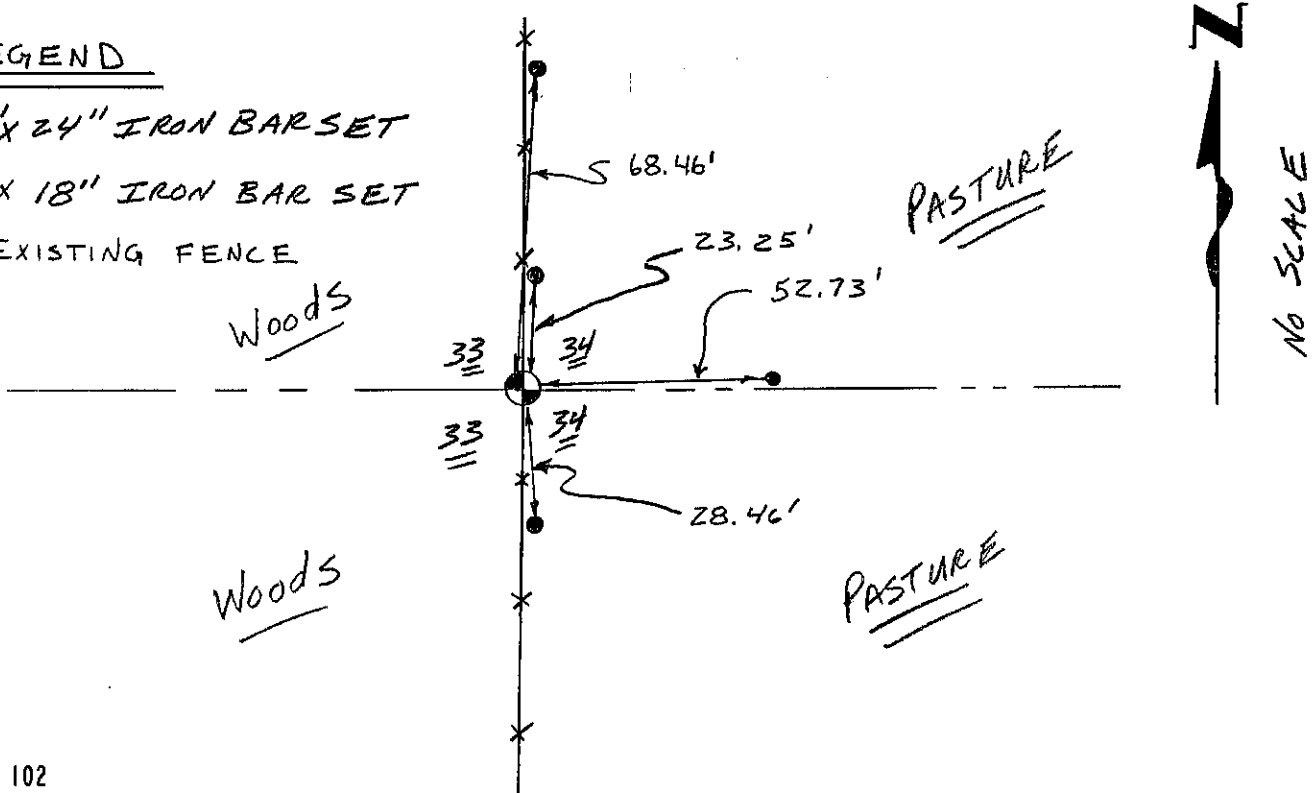 EGEND
x 24" IRON BAR SET
x 18" IRON BAR SET
EXISTING FENCE
68.46'
PASTURE
23.25'
52.73'
Woods
33 34
33 34
28.46'
Woods
PASTURE
N
NO SCALE
102